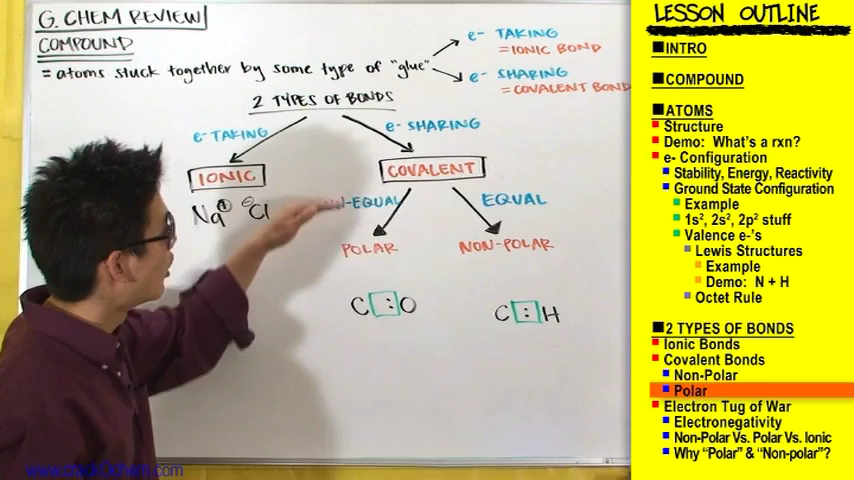 G. CHEM REVIEW
COMPOUND
= atoms stuck together by some type of "glue"
e- TAKING
= IONIC BOND
e- SHARING
= COVALENT BOND
2 TYPES OF BONDS
e- TAKING
e- SHARING
IONIC
COVALENT
Na⊕ ⊖Cl
-EQUAL
EQUAL
POLAR
NON-POLAR
C : O
C : H
LESSON OUTLINE
INTRO
COMPOUND
ATOMS
Structure
Demo: What's a rxn?
e- Configuration
Stability, Energy, Reactivity
Ground State Configuration
Example
1s², 2s², 2p² stuff
Valence e-'s
Lewis Structures
Example
Demo: N + H
Octet Rule
2 TYPES OF BONDS
Ionic Bonds
Covalent Bonds
Non-Polar
Polar
Electron Tug of War
Electronegativity
Non-Polar Vs. Polar Vs. Ionic
Why "Polar" & "Non-polar"?